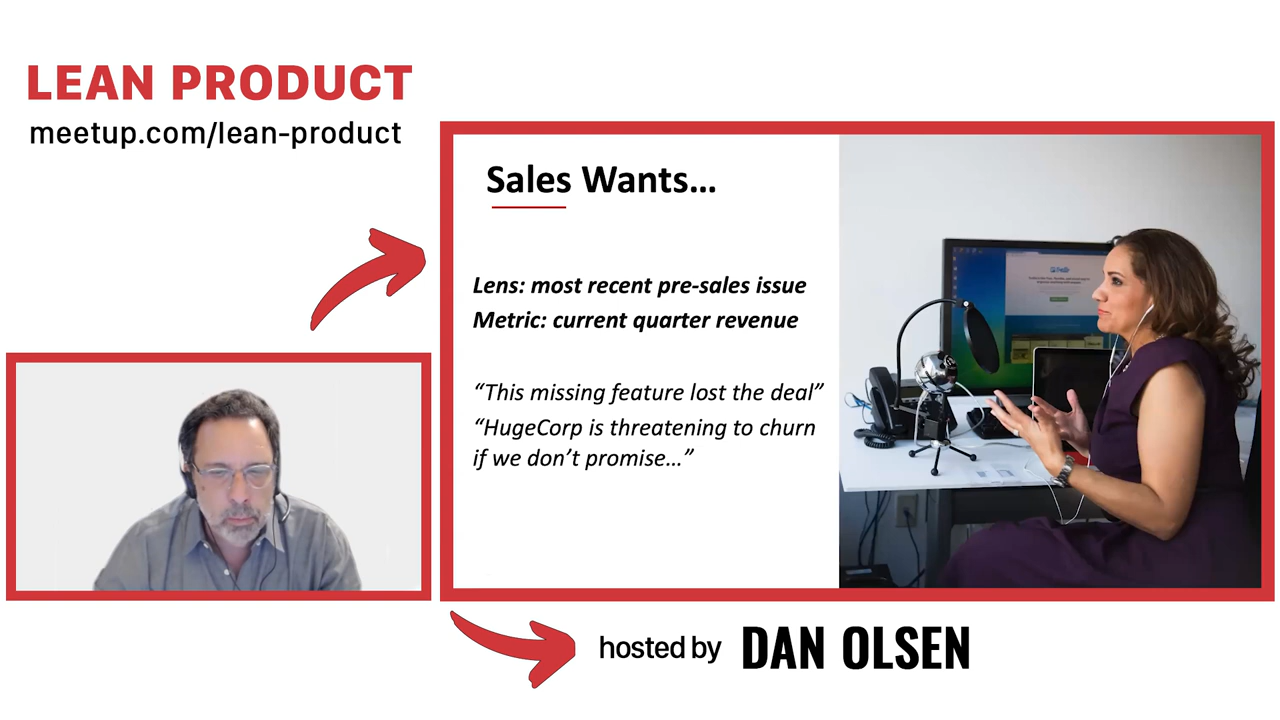 LEAN PRODUCT
meetup.com/lean-product
Sales Wants…
Lens: most recent pre-sales issue
Metric: current quarter revenue
“This missing feature lost the deal”
“HugeCorp is threatening to churn
if we don’t promise…”
hosted by DAN OLSEN